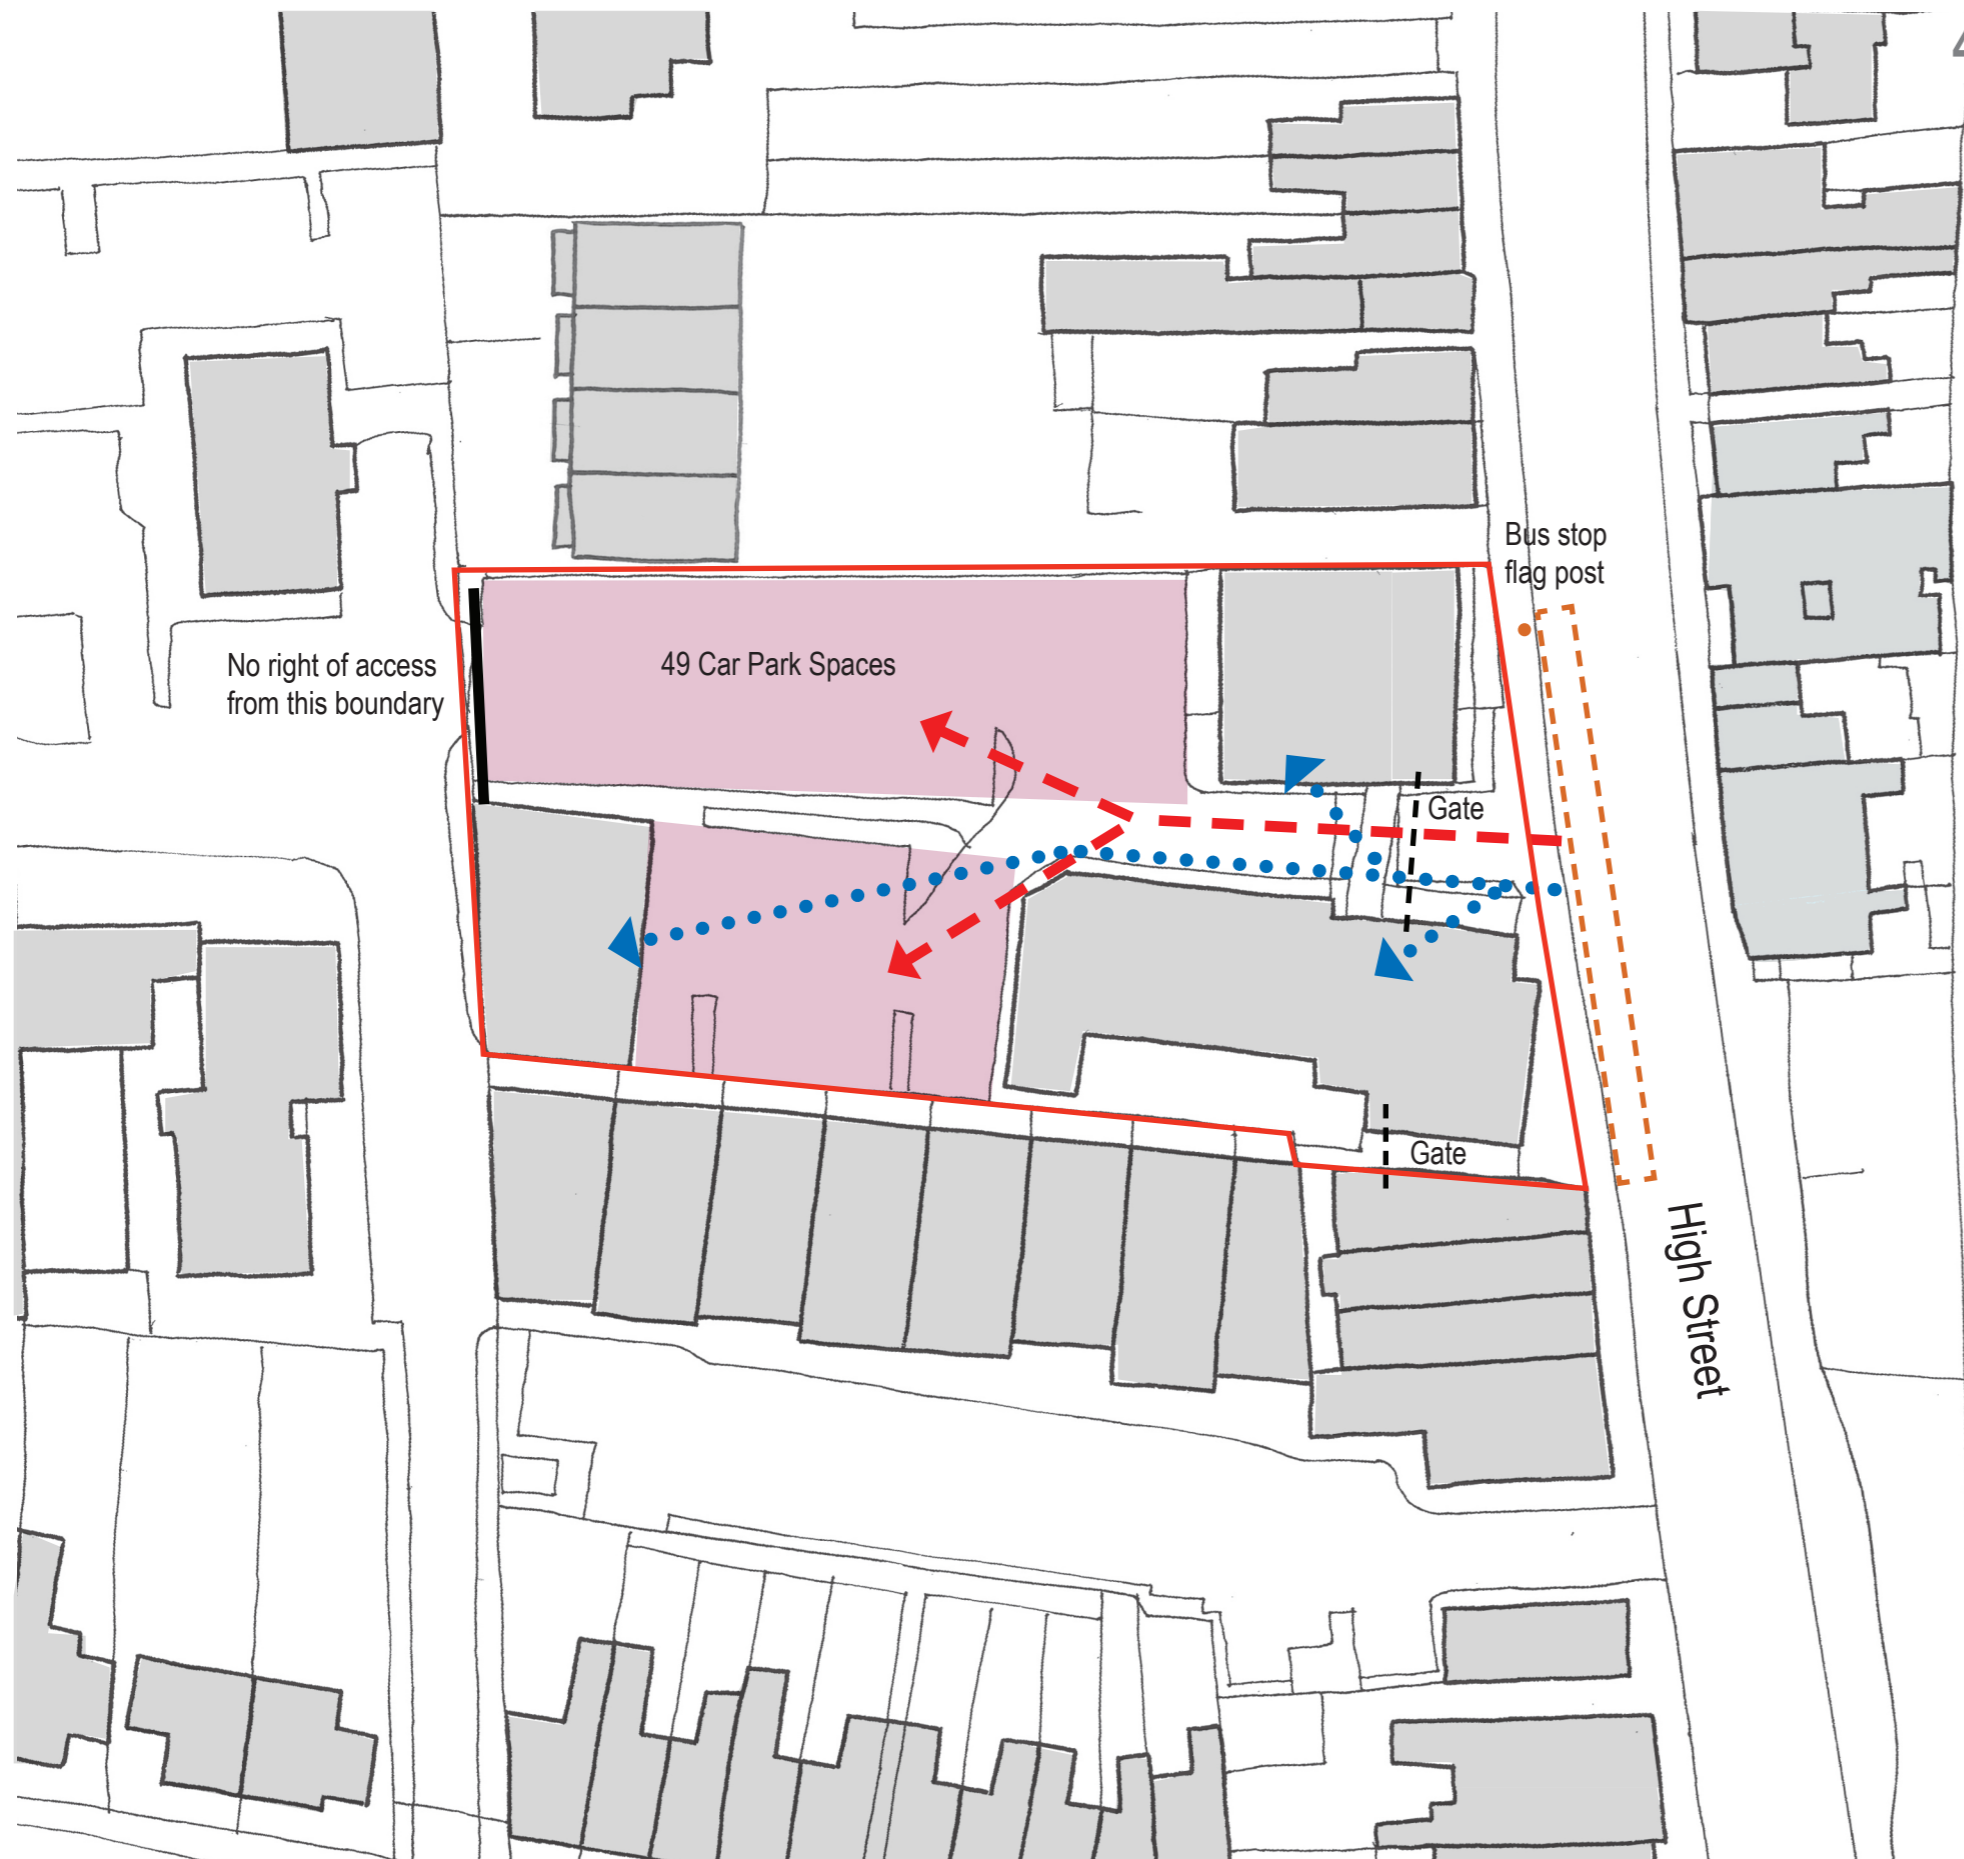 4
Bus stop
flag post
No right of access
from this boundary
49 Car Park Spaces
Gate
Gate
High Street